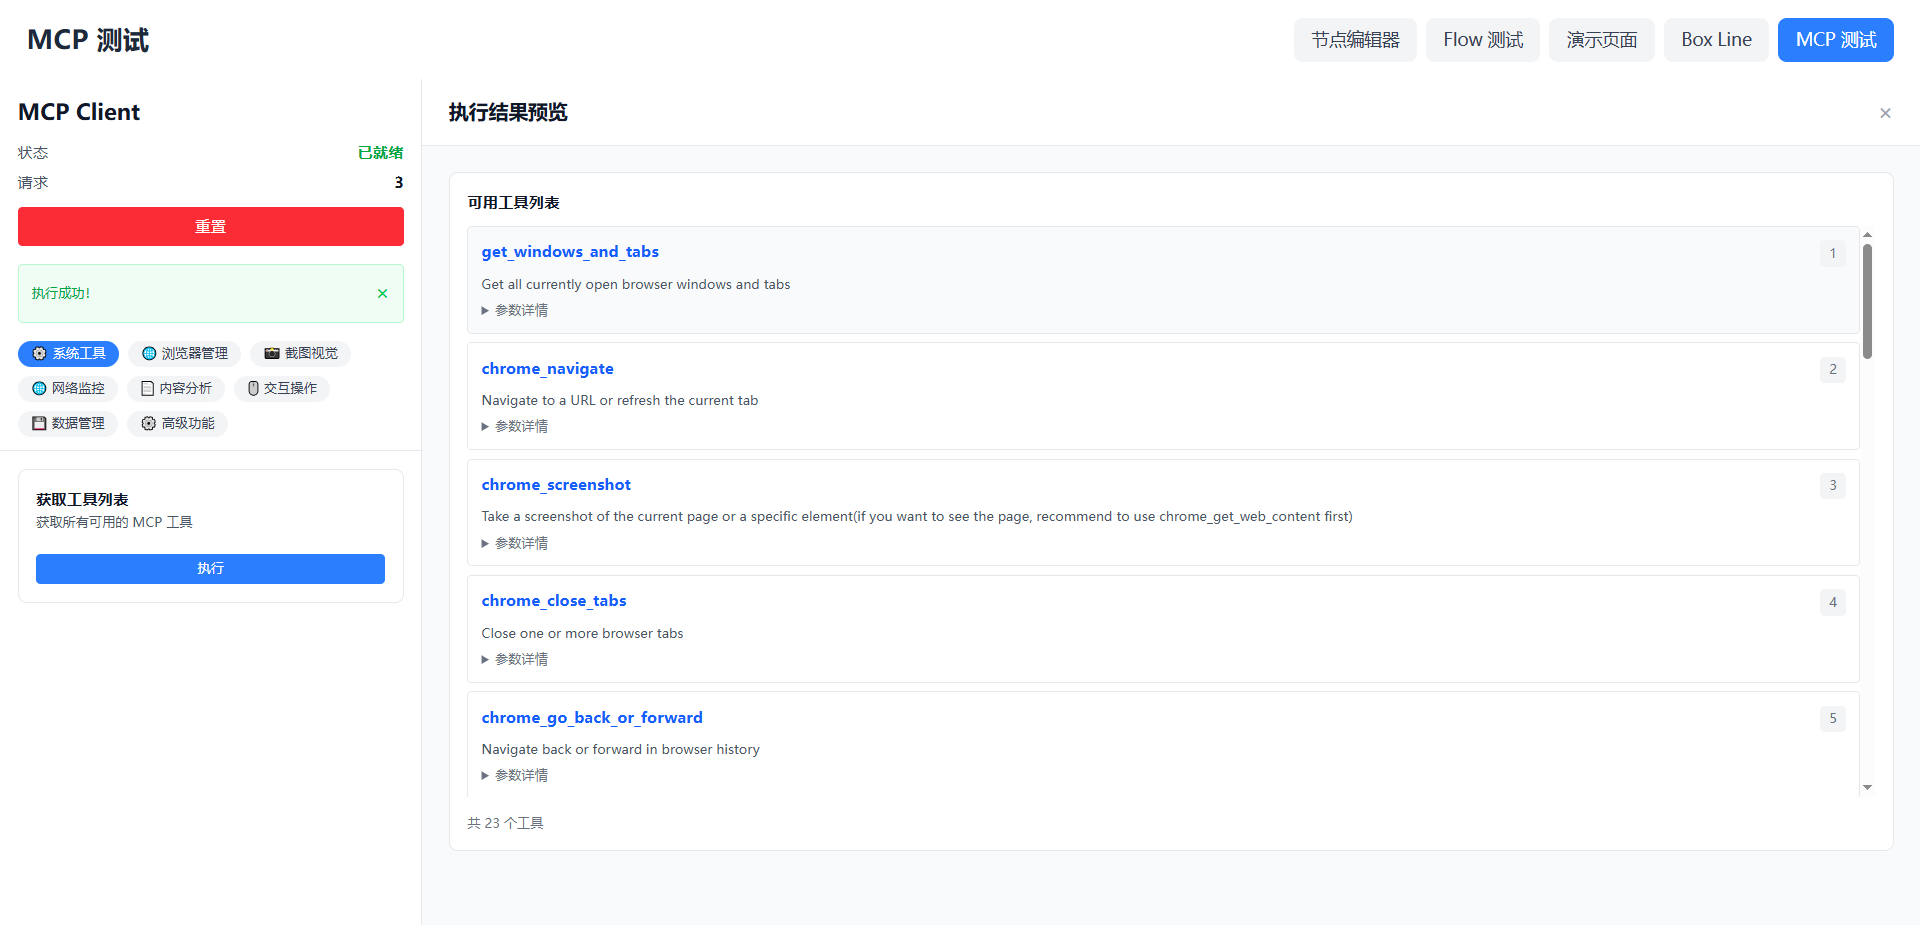 MCP 测试
节点编辑器
Flow 测试
演示页面
Box Line
MCP 测试
MCP Client
状态
已就绪
请求
3
重置
执行成功!
系统工具
浏览器管理
截图视觉
网络监控
内容分析
交互操作
数据管理
高级功能
获取工具列表
获取所有可用的 MCP 工具
执行
执行结果预览
可用工具列表
get_windows_and_tabs
1
Get all currently open browser windows and tabs
参数详情
chrome_navigate
2
Navigate to a URL or refresh the current tab
参数详情
chrome_screenshot
3
Take a screenshot of the current page or a specific element(if you want to see the page, recommend to use chrome_get_web_content first)
参数详情
chrome_close_tabs
4
Close one or more browser tabs
参数详情
chrome_go_back_or_forward
5
Navigate back or forward in browser history
参数详情
共 23 个工具